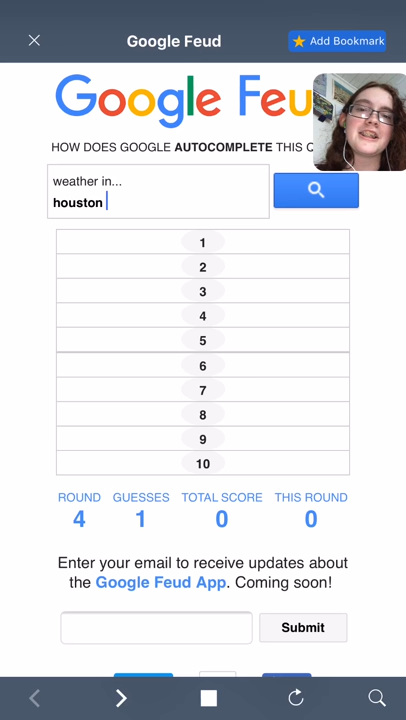 Google Feud
Add Bookmark
Google Feu
HOW DOES GOOGLE AUTOCOMPLETE THIS
weather in...
houston
1
2
3
4
5
6
7
8
9
10
ROUND GUESSES TOTAL SCORE THIS ROUND
4 1 0 0
Enter your email to receive updates about
the Google Feud App. Coming soon!
Submit